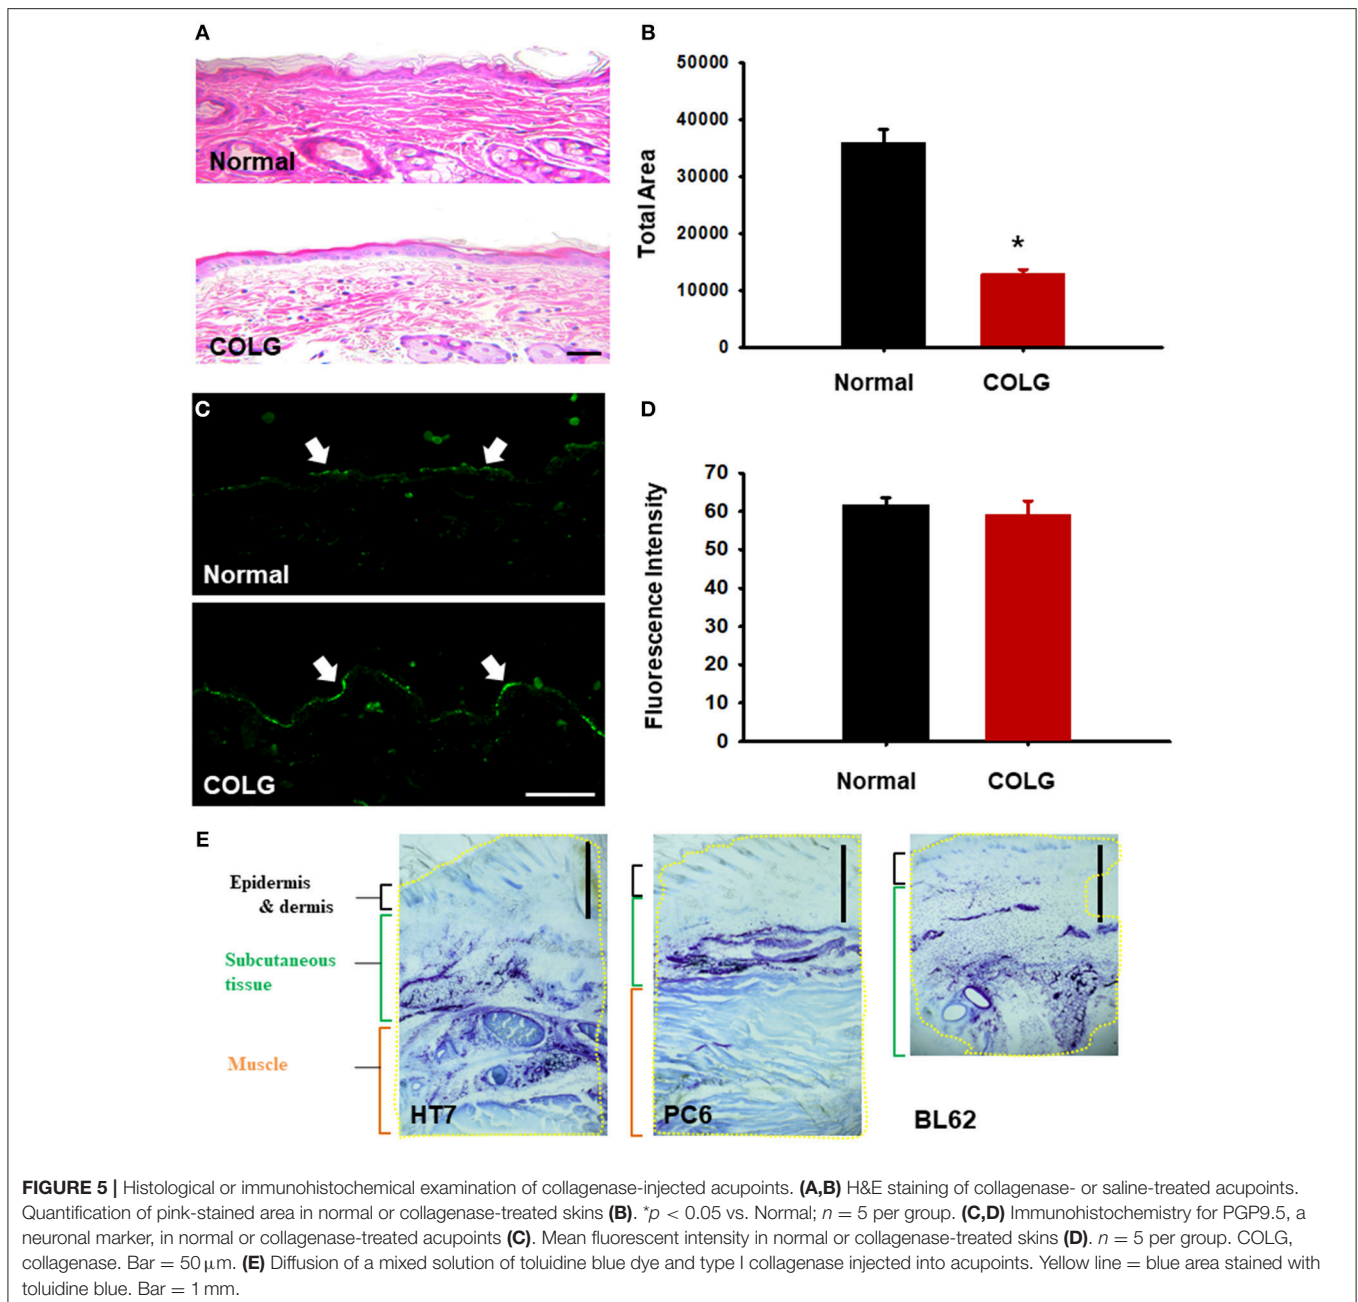 A
Normal
COLG
B
50000
40000
30000
20000
10000
0
Total Area
*
Normal
COLG
C
Normal
COLG
D
70
60
50
40
30
20
10
0
Fluorescence Intensity
Normal
COLG
E
Epidermis
& dermis
Subcutaneous
tissue
Muscle
HT7
PC6
BL62
FIGURE 5 | Histological or immunohistochemical examination of collagenase-injected acupoints. (A,B) H&E staining of collagenase- or saline-treated acupoints.
Quantification of pink-stained area in normal or collagenase-treated skins (B). *p < 0.05 vs. Normal; n = 5 per group. (C,D) Immunohistochemistry for PGP9.5, a
neuronal marker, in normal or collagenase-treated acupoints (C). Mean fluorescent intensity in normal or collagenase-treated skins (D). n = 5 per group. COLG,
collagenase. Bar = 50 μm. (E) Diffusion of a mixed solution of toluidine blue dye and type I collagenase injected into acupoints. Yellow line = blue area stained with
toluidine blue. Bar = 1 mm.